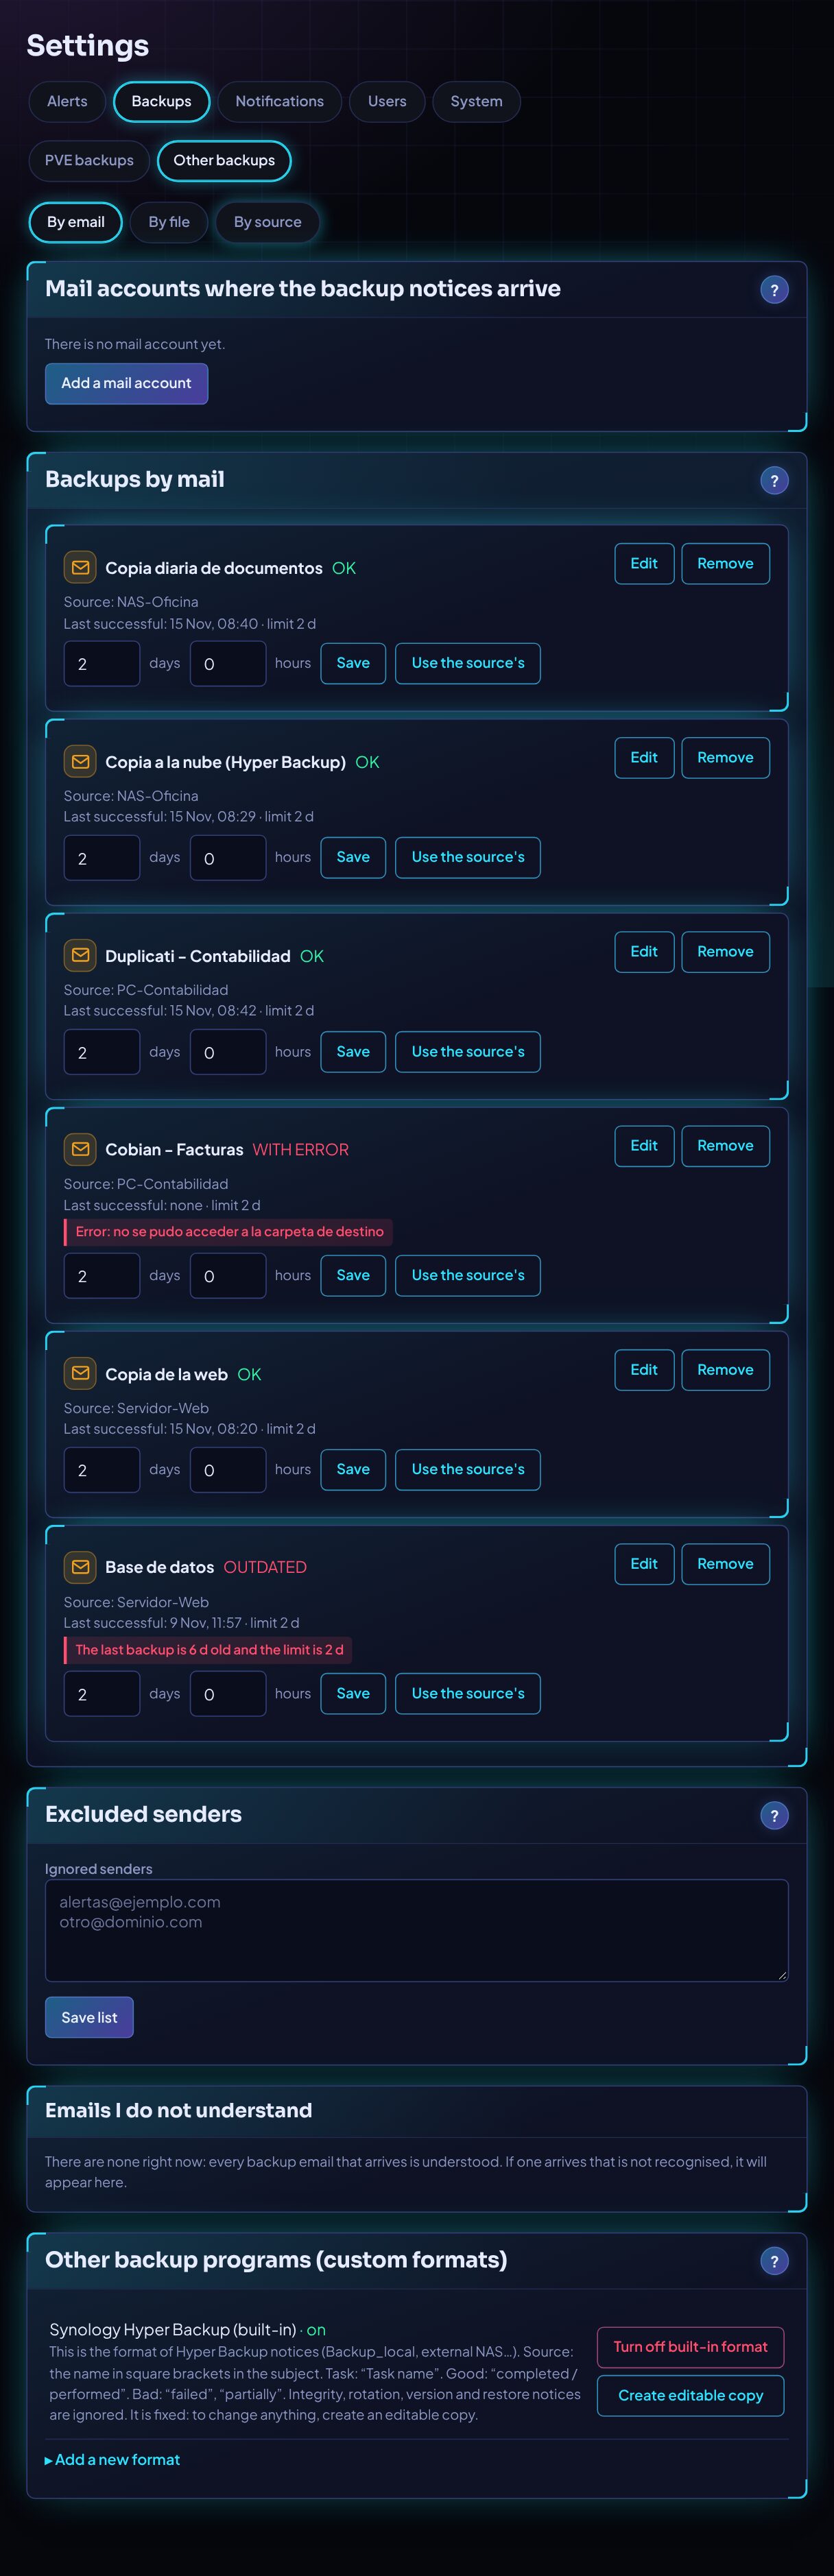 Settings
Alerts
Backups
Notifications
Users
System
PVE backups
Other backups
By email
By file
By source
Mail accounts where the backup notices arrive
?
There is no mail account yet.
Add a mail account
Backups by mail
?
Copia diaria de documentos OK
Edit
Remove
Source: NAS-Oficina
Last successful: 15 Nov, 08:40 · limit 2 d
2 days 0 hours Save Use the source's
Copia a la nube (Hyper Backup) OK
Edit
Remove
Source: NAS-Oficina
Last successful: 15 Nov, 08:29 · limit 2 d
2 days 0 hours Save Use the source's
Duplicati - Contabilidad OK
Edit
Remove
Source: PC-Contabilidad
Last successful: 15 Nov, 08:42 · limit 2 d
2 days 0 hours Save Use the source's
Cobian - Facturas WITH ERROR
Edit
Remove
Source: PC-Contabilidad
Last successful: none · limit 2 d
Error: no se pudo acceder a la carpeta de destino
2 days 0 hours Save Use the source's
Copia de la web OK
Edit
Remove
Source: Servidor-Web
Last successful: 15 Nov, 08:20 · limit 2 d
2 days 0 hours Save Use the source's
Base de datos OUTDATED
Edit
Remove
Source: Servidor-Web
Last successful: 9 Nov, 11:57 · limit 2 d
The last backup is 6 d old and the limit is 2 d
2 days 0 hours Save Use the source's
Excluded senders
?
Ignored senders
alertas@ejemplo.com
otro@dominio.com
Save list
Emails I do not understand
There are none right now: every backup email that arrives is understood. If one arrives that is not recognised, it will
appear here.
Other backup programs (custom formats)
?
Synology Hyper Backup (built-in) · on
This is the format of Hyper Backup notices (Backup_local, external NAS…). Source:
the name in square brackets in the subject. Task: “Task name”. Good: “completed /
performed”. Bad: “failed”, “partially”. Integrity, rotation, version and restore notices
are ignored. It is fixed: to change anything, create an editable copy.
Turn off built-in format
Create editable copy
▸ Add a new format